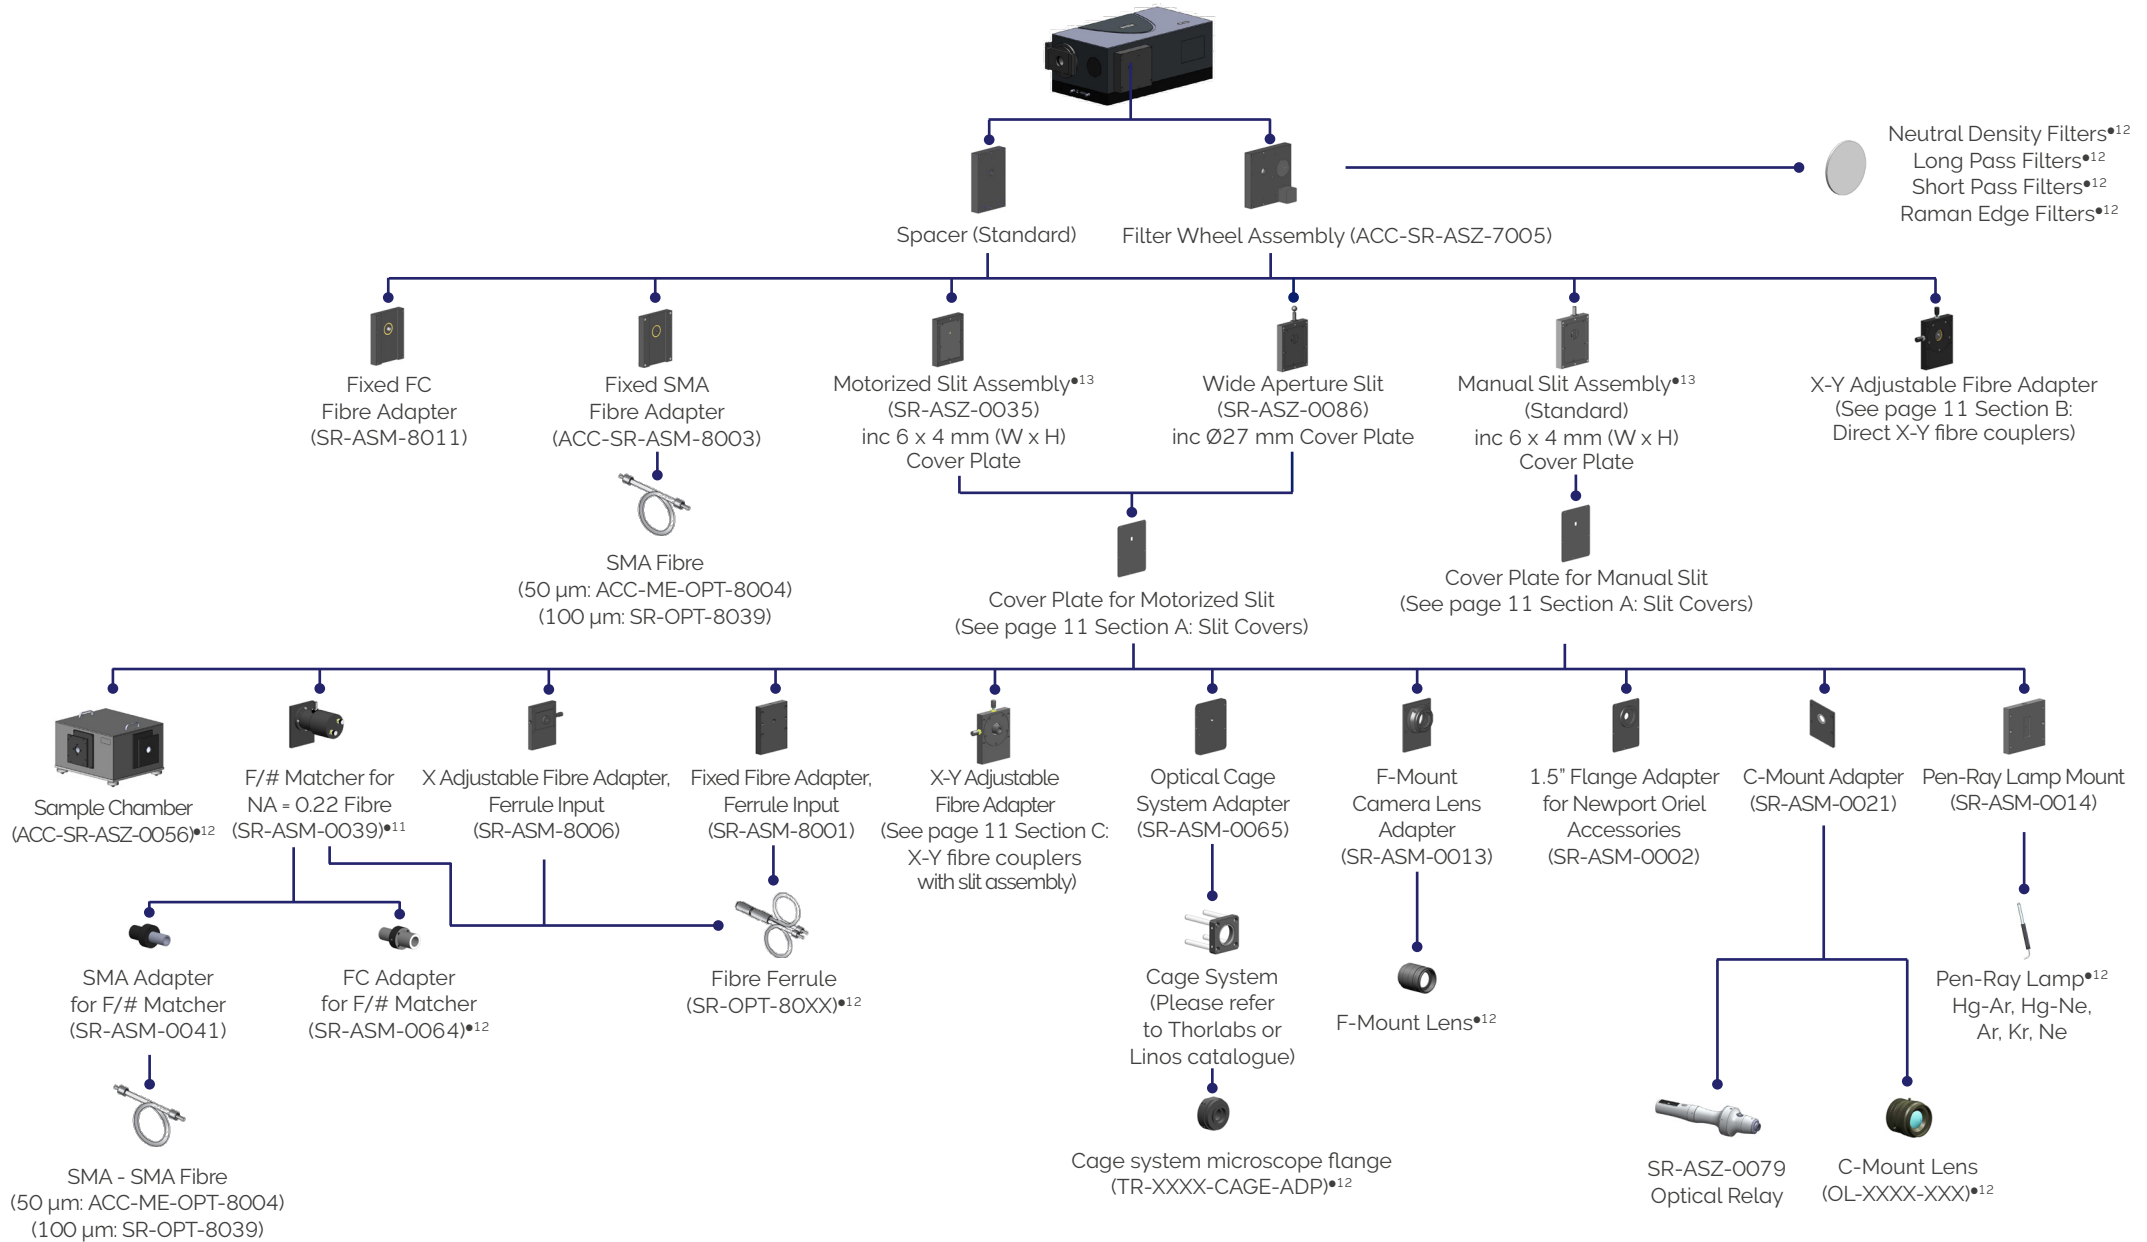 Neutral Density Filters•12
Long Pass Filters•12
Short Pass Filters•12
Raman Edge Filters•12
Spacer (Standard)
Filter Wheel Assembly (ACC-SR-ASZ-7005)
Fixed FC
Fibre Adapter
(SR-ASM-8011)
Fixed SMA
Fibre Adapter
(ACC-SR-ASM-8003)
Motorized Slit Assembly•13
(SR-ASZ-0035)
inc 6 x 4 mm (W x H)
Cover Plate
Wide Aperture Slit
(SR-ASZ-0086)
inc Ø27 mm Cover Plate
Manual Slit Assembly•13
(Standard)
inc 6 x 4 mm (W x H)
Cover Plate
X-Y Adjustable Fibre Adapter
(See page 11 Section B:
Direct X-Y fibre couplers)
SMA Fibre
(50 µm: ACC-ME-OPT-8004)
(100 µm: SR-OPT-8039)
Cover Plate for Motorized Slit
(See page 11 Section A: Slit Covers)
Cover Plate for Manual Slit
(See page 11 Section A: Slit Covers)
Sample Chamber
(ACC-SR-ASZ-0056)•12
F/# Matcher for
NA = 0.22 Fibre
(SR-ASM-0039)•11
X Adjustable Fibre Adapter,
Ferrule Input
(SR-ASM-8006)
Fixed Fibre Adapter,
Ferrule Input
(SR-ASM-8001)
X-Y Adjustable
Fibre Adapter
(See page 11 Section C:
X-Y fibre couplers
with slit assembly)
Optical Cage
System Adapter
(SR-ASM-0065)
F-Mount
Camera Lens
Adapter
(SR-ASM-0013)
1.5” Flange Adapter
for Newport Oriel
Accessories
(SR-ASM-0002)
C-Mount Adapter
(SR-ASM-0021)
Pen-Ray Lamp Mount
(SR-ASM-0014)
SMA Adapter
for F/# Matcher
(SR-ASM-0041)
FC Adapter
for F/# Matcher
(SR-ASM-0064)•12
Fibre Ferrule
(SR-OPT-80XX)•12
Cage System
(Please refer
to Thorlabs or
Linos catalogue)
F-Mount Lens•12
Pen-Ray Lamp•12
Hg-Ar, Hg-Ne,
Ar, Kr, Ne
SMA - SMA Fibre
(50 µm: ACC-ME-OPT-8004)
(100 µm: SR-OPT-8039)
Cage system microscope flange
(TR-XXXX-CAGE-ADP)•12
SR-ASZ-0079
Optical Relay
C-Mount Lens
(OL-XXXX-XXX)•12